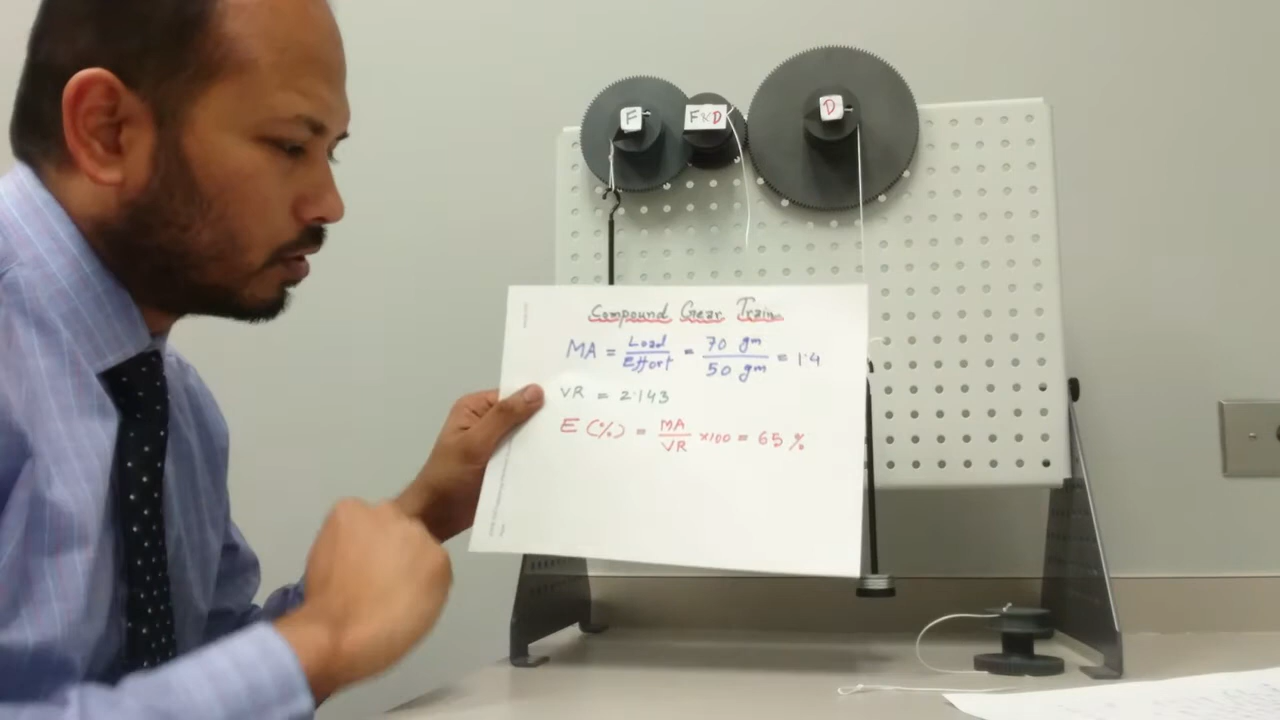 F
F&D
D
Compound Gear Train
MA = Load / Effort = 70 gm / 50 gm = 1.4
VR = 2.143
E (%) = MA / VR ×100 = 65 %